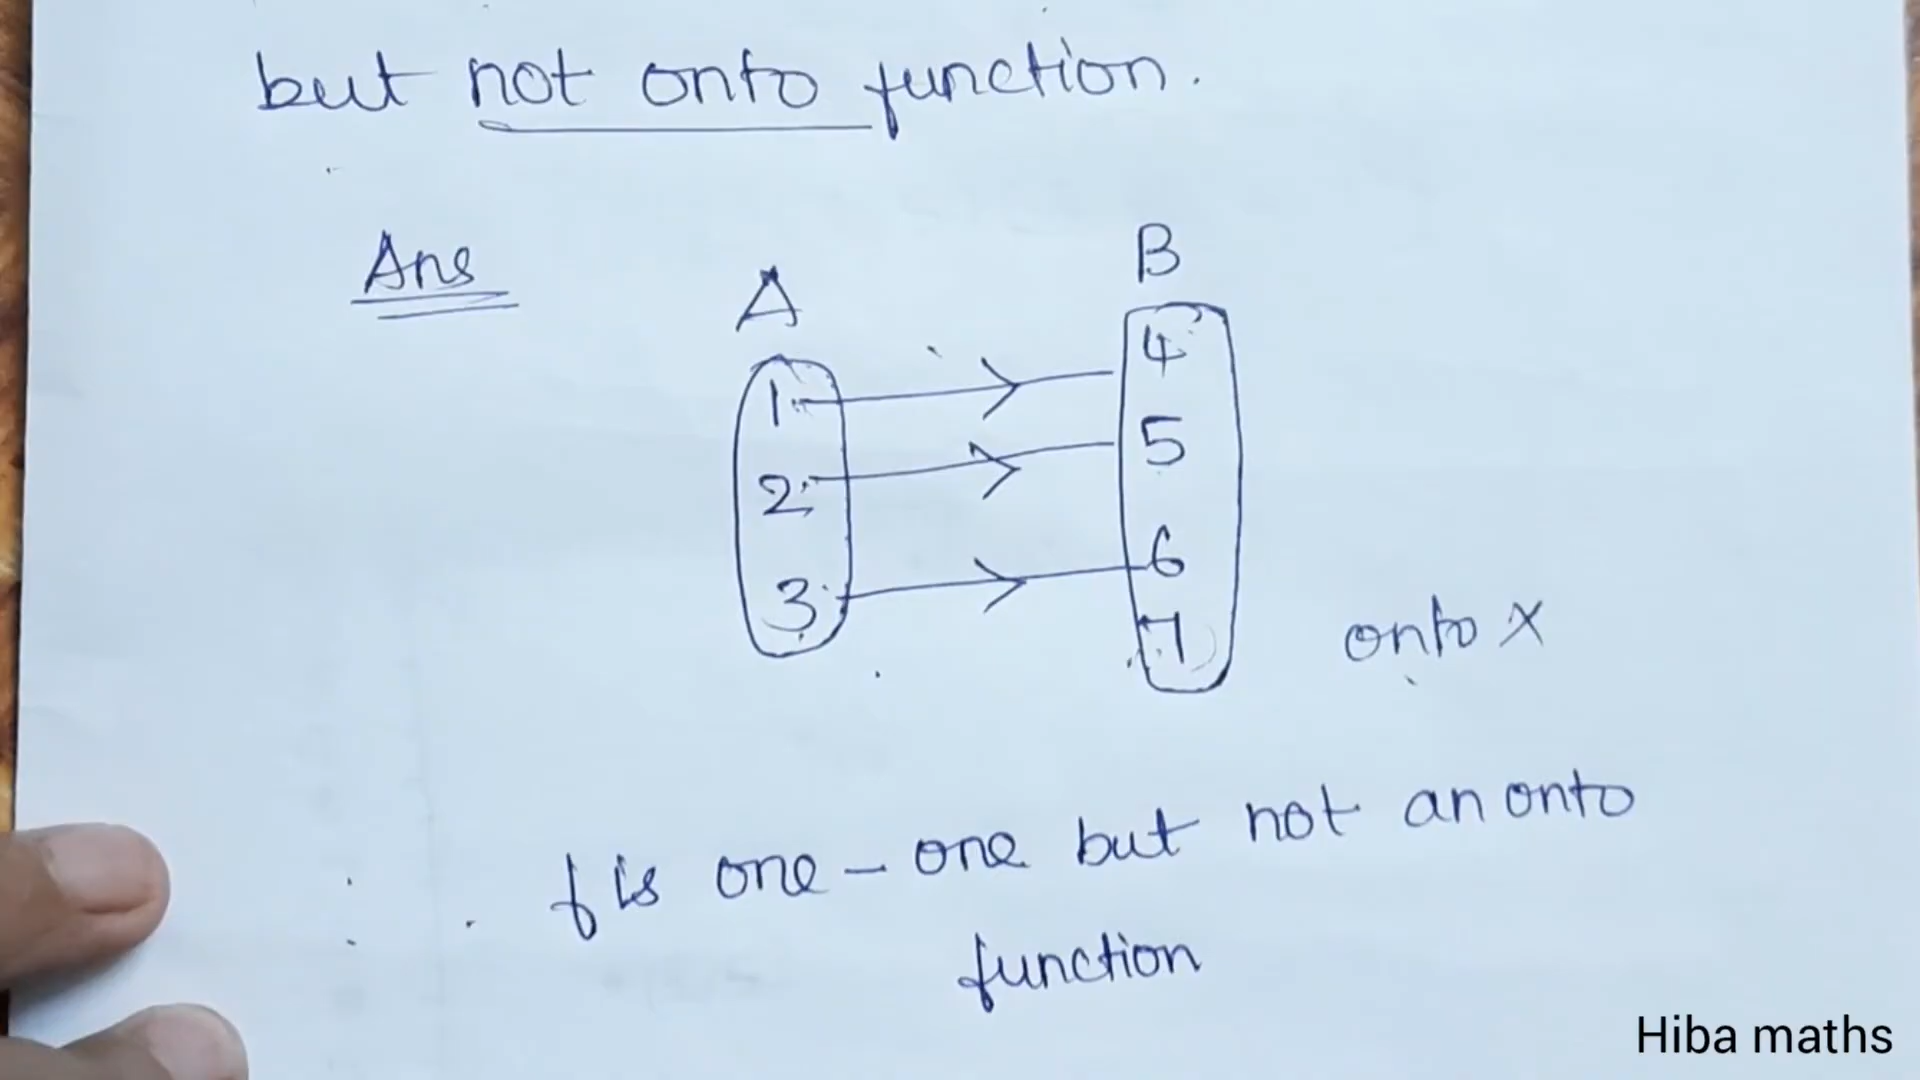 but not onto function.
Ans
A B
1 4
2 5
3 6
7
onto x
∴ f is one - one but not an onto
function
Hiba maths